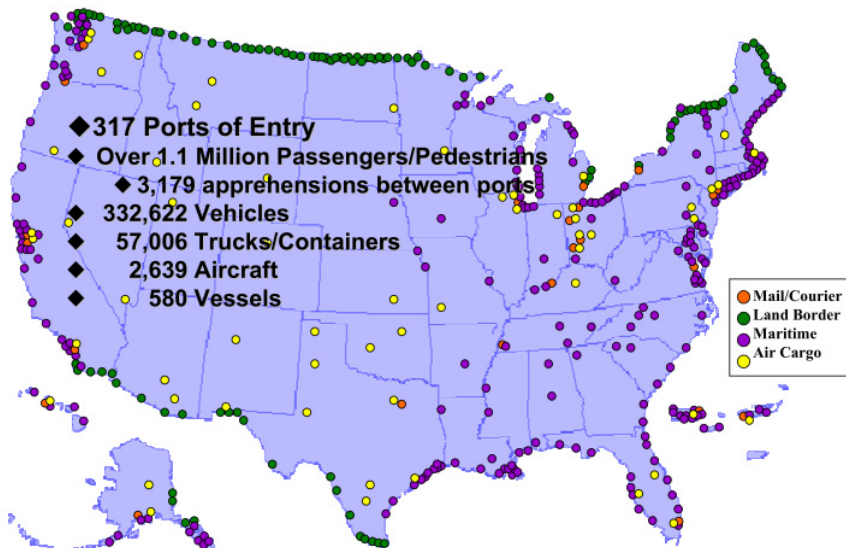 317 Ports of Entry
Over 1.1 Million Passengers/Pedestrians
3,179 apprehensions between ports
332,622 Vehicles
57,006 Trucks/Containers
2,639 Aircraft
580 Vessels
Mail/Courier
Land Border
Maritime
Air Cargo